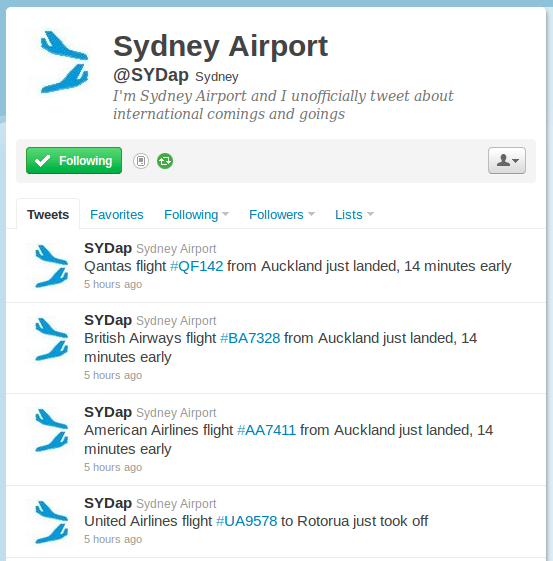 Sydney Airport
@SYDap Sydney
I'm Sydney Airport and I unofficially tweet about
international comings and goings
Following
Tweets Favorites Following Followers Lists
SYDap Sydney Airport
Qantas flight #QF142 from Auckland just landed, 14 minutes early
5 hours ago
SYDap Sydney Airport
British Airways flight #BA7328 from Auckland just landed, 14
minutes early
5 hours ago
SYDap Sydney Airport
American Airlines flight #AA7411 from Auckland just landed, 14
minutes early
5 hours ago
SYDap Sydney Airport
United Airlines flight #UA9578 to Rotorua just took off
5 hours ago